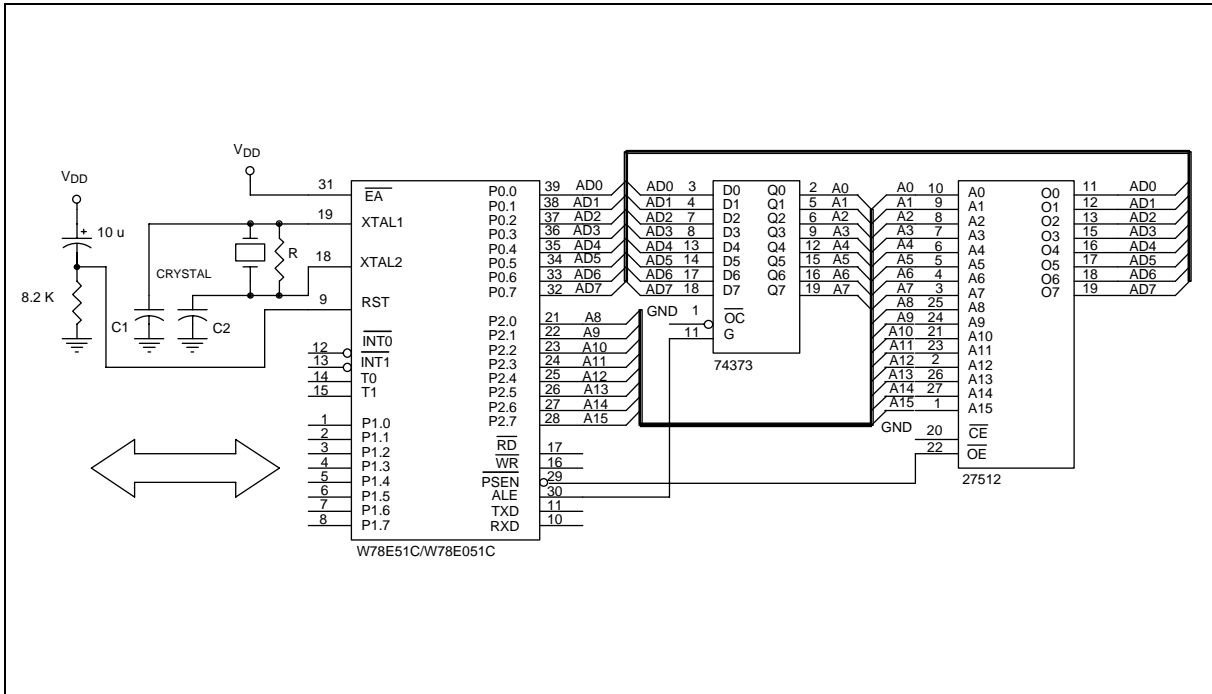 VDD
VDD
10 u
8.2 K
CRYSTAL
R
C1
C2
31 EA
19 XTAL1
18 XTAL2
9 RST
12 INT0
13 INT1
14 T0
15 T1
1 P1.0
2 P1.1
3 P1.2
4 P1.3
5 P1.4
6 P1.5
7 P1.6
8 P1.7
P0.0 39 AD0
P0.1 38 AD1
P0.2 37 AD2
P0.3 36 AD3
P0.4 35 AD4
P0.5 34 AD5
P0.6 33 AD6
P0.7 32 AD7
P2.0 21 A8
P2.1 22 A9
P2.2 23 A10
P2.3 24 A11
P2.4 25 A12
P2.5 26 A13
P2.6 27 A14
P2.7 28 A15
RD 17
WR 16
PSEN 29
ALE 30
TXD 11
RXD 10
W78E51C/W78E051C
AD0 3 D0 Q0 2 A0
AD1 4 D1 Q1 5 A1
AD2 7 D2 Q2 6 A2
AD3 8 D3 Q3 9 A3
AD4 13 D4 Q4 12 A4
AD5 14 D5 Q5 15 A5
AD6 17 D6 Q6 16 A6
AD7 18 D7 Q7 19 A7
GND 1 OC
11 G
74373
A0 10 A0 O0 11 AD0
A1 9 A1 O1 12 AD1
A2 8 A2 O2 13 AD2
A3 7 A3 O3 15 AD3
A4 6 A4 O4 16 AD4
A5 5 A5 O5 17 AD5
A6 4 A6 O6 18 AD6
A7 3 A7 O7 19 AD7
A8 25 A8
A9 24 A9
A10 21 A10
A11 23 A11
A12 2 A12
A13 26 A13
A14 27 A14
A15 1 A15
GND 20 CE
22 OE
27512